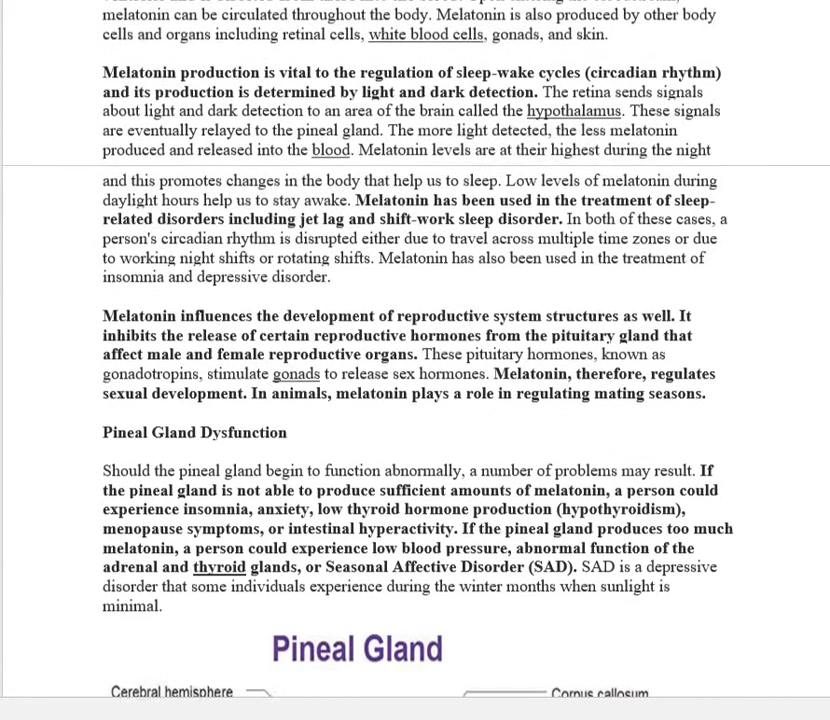 melatonin can be circulated throughout the body. Melatonin is also produced by other body
cells and organs including retinal cells, white blood cells, gonads, and skin.
Melatonin production is vital to the regulation of sleep-wake cycles (circadian rhythm)
and its production is determined by light and dark detection. The retina sends signals
about light and dark detection to an area of the brain called the hypothalamus. These signals
are eventually relayed to the pineal gland. The more light detected, the less melatonin
produced and released into the blood. Melatonin levels are at their highest during the night
and this promotes changes in the body that help us to sleep. Low levels of melatonin during
daylight hours help us to stay awake. Melatonin has been used in the treatment of sleep-
related disorders including jet lag and shift-work sleep disorder. In both of these cases, a
person's circadian rhythm is disrupted either due to travel across multiple time zones or due
to working night shifts or rotating shifts. Melatonin has also been used in the treatment of
insomnia and depressive disorder.
Melatonin influences the development of reproductive system structures as well. It
inhibits the release of certain reproductive hormones from the pituitary gland that
affect male and female reproductive organs. These pituitary hormones, known as
gonadotropins, stimulate gonads to release sex hormones. Melatonin, therefore, regulates
sexual development. In animals, melatonin plays a role in regulating mating seasons.
Pineal Gland Dysfunction
Should the pineal gland begin to function abnormally, a number of problems may result. If
the pineal gland is not able to produce sufficient amounts of melatonin, a person could
experience insomnia, anxiety, low thyroid hormone production (hypothyroidism),
menopause symptoms, or intestinal hyperactivity. If the pineal gland produces too much
melatonin, a person could experience low blood pressure, abnormal function of the
adrenal and thyroid glands, or Seasonal Affective Disorder (SAD). SAD is a depressive
disorder that some individuals experience during the winter months when sunlight is
minimal.
Pineal Gland
Cerebral hemisphere
Corpus callosum